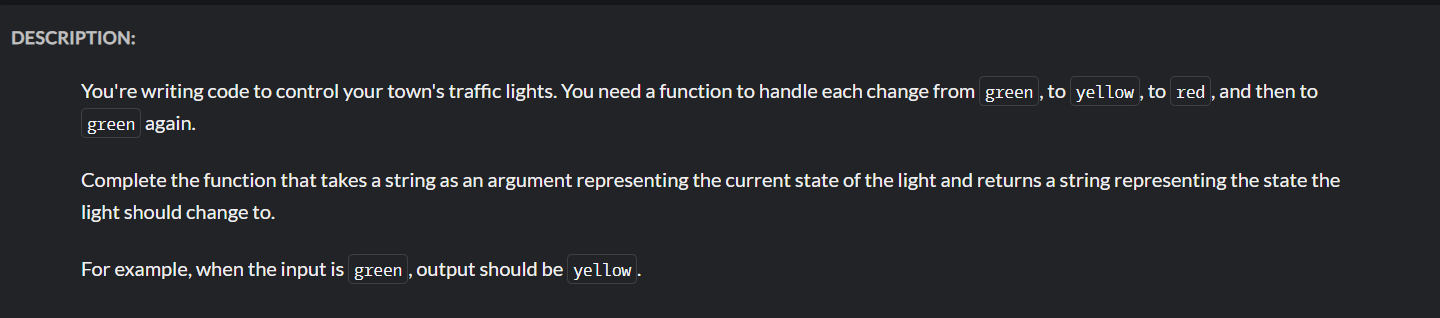 DESCRIPTION:
You're writing code to control your town's traffic lights. You need a function to handle each change from green, to yellow, to red, and then to
green again.
Complete the function that takes a string as an argument representing the current state of the light and returns a string representing the state the
light should change to.
For example, when the input is green, output should be yellow.